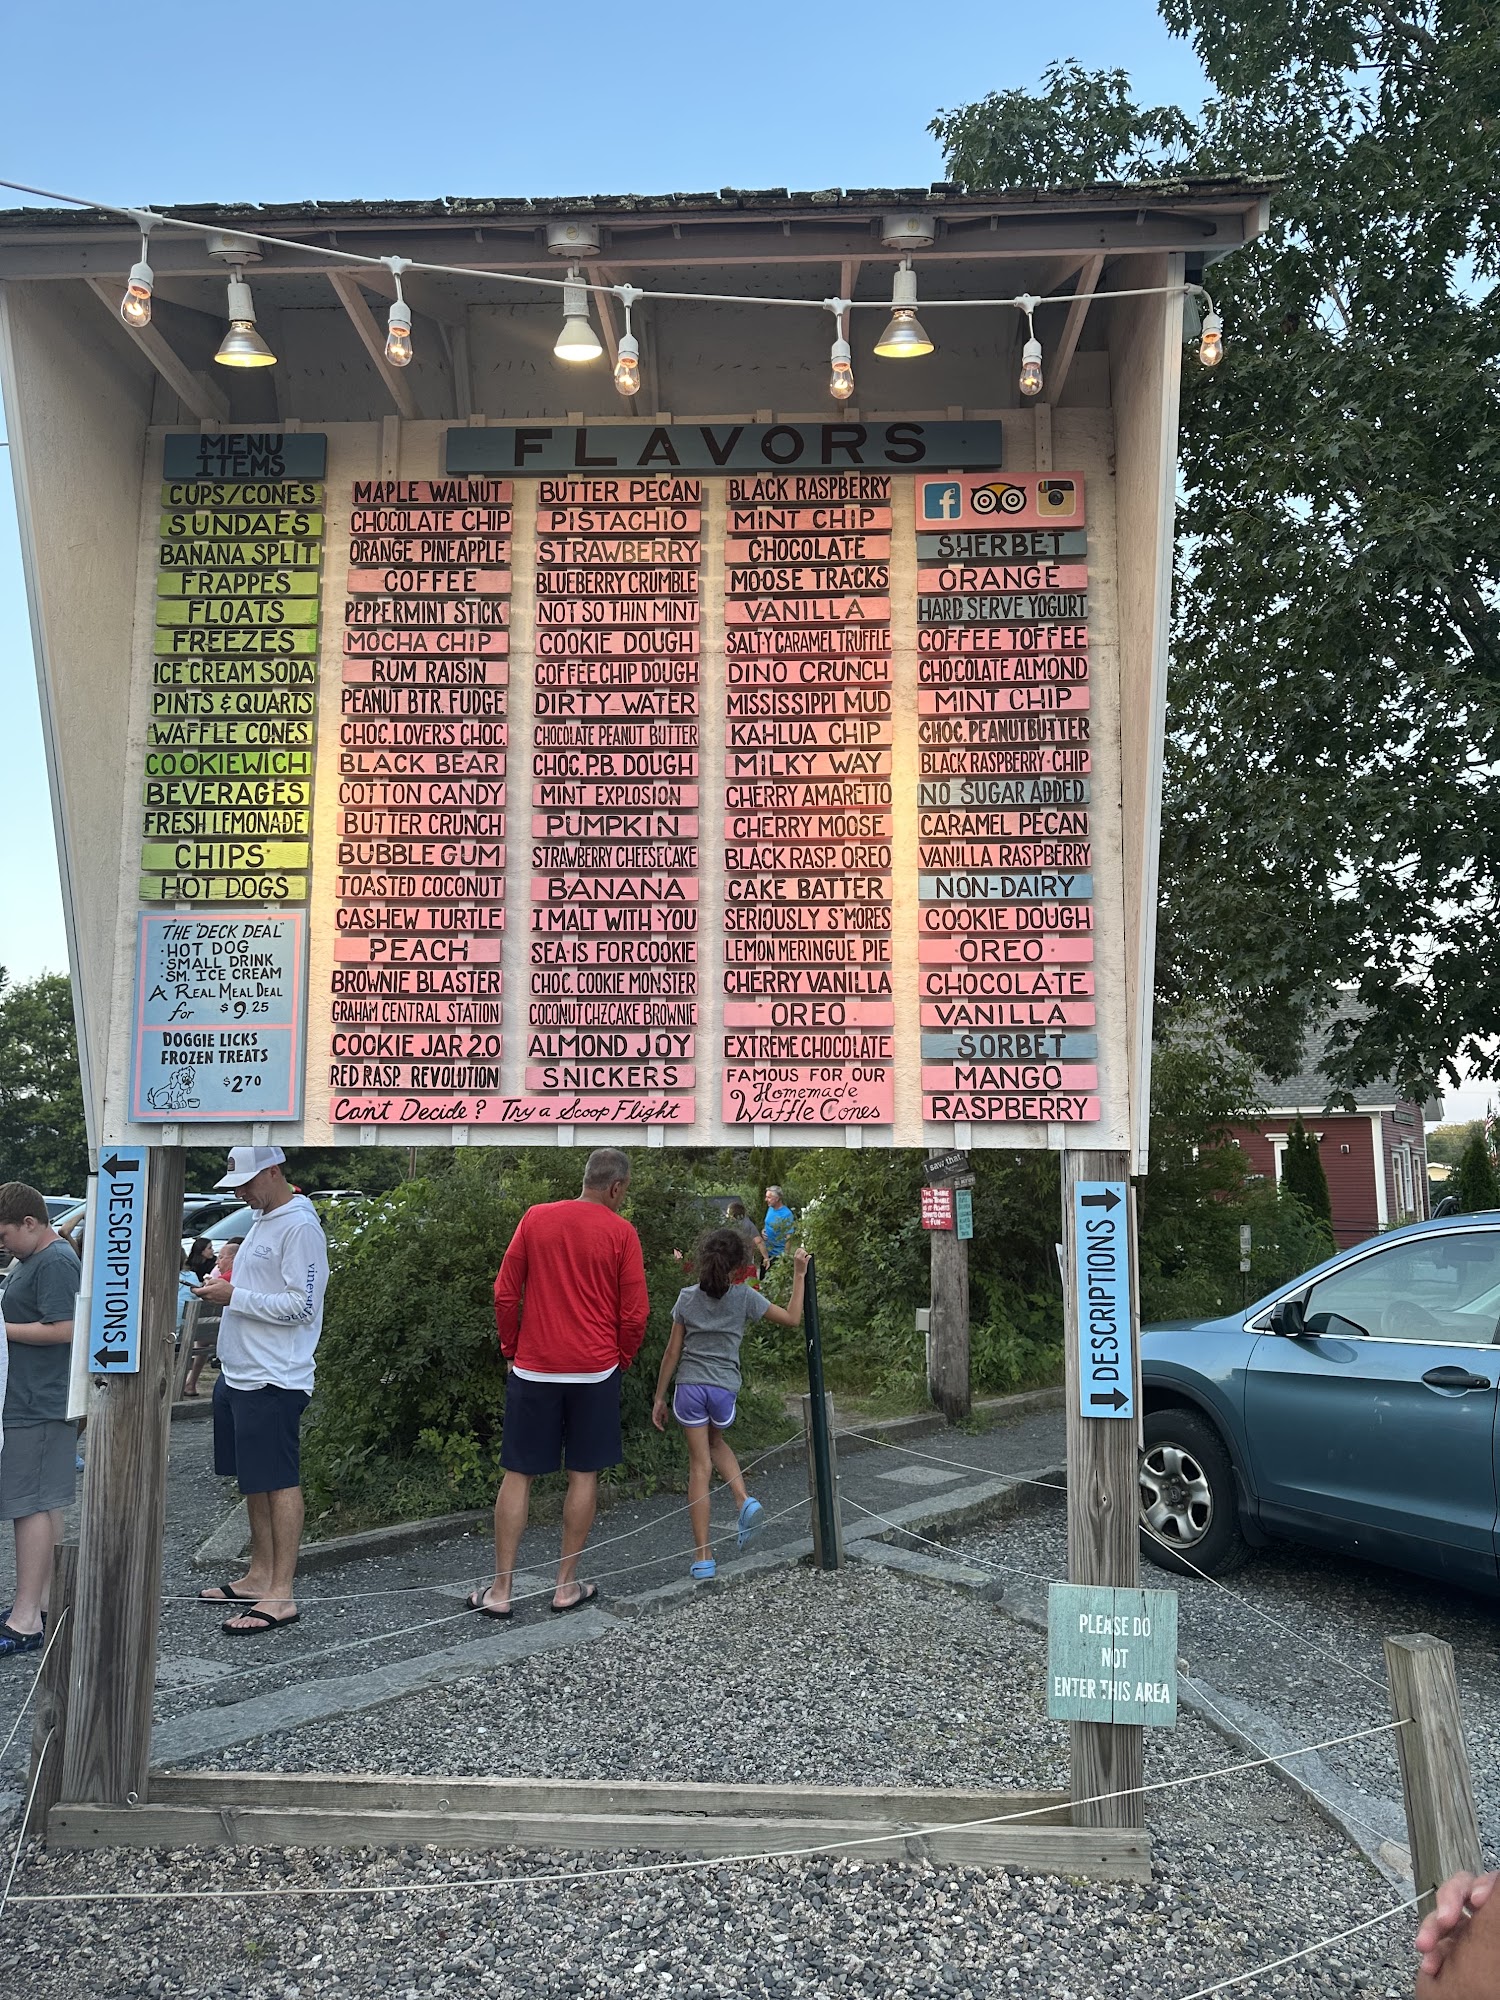 MENU
ITEMS
CUPS/CONES
SUNDAES
BANANA SPLIT
FRAPPES
FLOATS
FREEZES
ICE CREAM SODA
PINTS & QUARTS
WAFFLE CONES
COOKIEWICH
BEVERAGES
FRESH LEMONADE
CHIPS
HOT DOGS
THE "DECK DEAL"
·HOT DOG
·SMALL DRINK
·SM. ICE CREAM
A REAL MEAL DEAL
for $9.25
DOGGIE LICKS
FROZEN TREATS
$2.70
FLAVORS
MAPLE WALNUT
CHOCOLATE CHIP
ORANGE PINEAPPLE
COFFEE
PEPPERMINT STICK
MOCHA CHIP
RUM RAISIN
PEANUT BTR. FUDGE
CHOC. LOVER'S CHOC.
BLACK BEAR
COTTON CANDY
BUTTER CRUNCH
BUBBLE GUM
TOASTED COCONUT
CASHEW TURTLE
PEACH
BROWNIE BLASTER
GRAHAM CENTRAL STATION
COOKIE JAR 2.0
RED RASP. REVOLUTION
BUTTER PECAN
PISTACHIO
STRAWBERRY
BLUEBERRY CRUMBLE
NOT SO THIN MINT
COOKIE DOUGH
COFFEE CHIP DOUGH
DIRTY WATER
CHOCOLATE PEANUT BUTTER
CHOC. P.B. DOUGH
MINT EXPLOSION
PUMPKIN
STRAWBERRY CHEESECAKE
BANANA
I MALT WITH YOU
SEA IS FOR COOKIE
CHOC. COOKIE MONSTER
COCONUT CHZCAKE BROWNIE
ALMOND JOY
SNICKERS
Can't Decide? Try a Scoop Flight
BLACK RASPBERRY
MINT CHIP
CHOCOLATE
MOOSE TRACKS
VANILLA
SALTY CARAMEL TRUFFLE
DINO CRUNCH
MISSISSIPPI MUD
KAHLUA CHIP
MILKY WAY
CHERRY AMARETTO
CHERRY MOOSE
BLACK RASP. OREO
CAKE BATTER
SERIOUSLY S'MORES
LEMON MERINGUE PIE
CHERRY VANILLA
OREO
EXTREME CHOCOLATE
FAMOUS FOR OUR
Homemade
Waffle Cones
f
SHERBET
ORANGE
HARD SERVE YOGURT
COFFEE TOFFEE
CHOCOLATE ALMOND
MINT CHIP
CHOC. PEANUT BUTTER
BLACK RASPBERRY·CHIP
NO SUGAR ADDED
CARAMEL PECAN
VANILLA RASPBERRY
NON-DAIRY
COOKIE DOUGH
OREO
CHOCOLATE
VANILLA
SORBET
MANGO
RASPBERRY
DESCRIPTIONS
vineyard
DESCRIPTIONS
I saw that.
PLEASE DO
NOT
ENTER THIS AREA